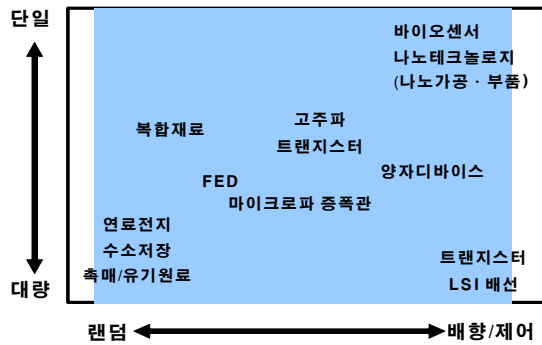 단일
바이오센서
나노테크놀로지
(나노가공 · 부품)
고주파
트랜지스터
복합재료
양자디바이스
FED
마이크로파 증폭관
연료전지
수소저장
촉매/유기원료
트랜지스터
LSI 배선
대량
랜덤
배향/제어